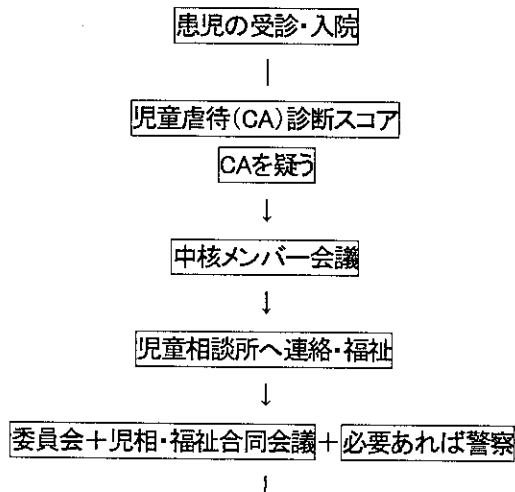 患児の受診・入院
児童虐待(CA)診断スコア
CAを疑う
↓
中核メンバー会議
↓
児童相談所へ連絡・福祉
↓
委員会+児相・福祉合同会議+必要あれば警察
↓